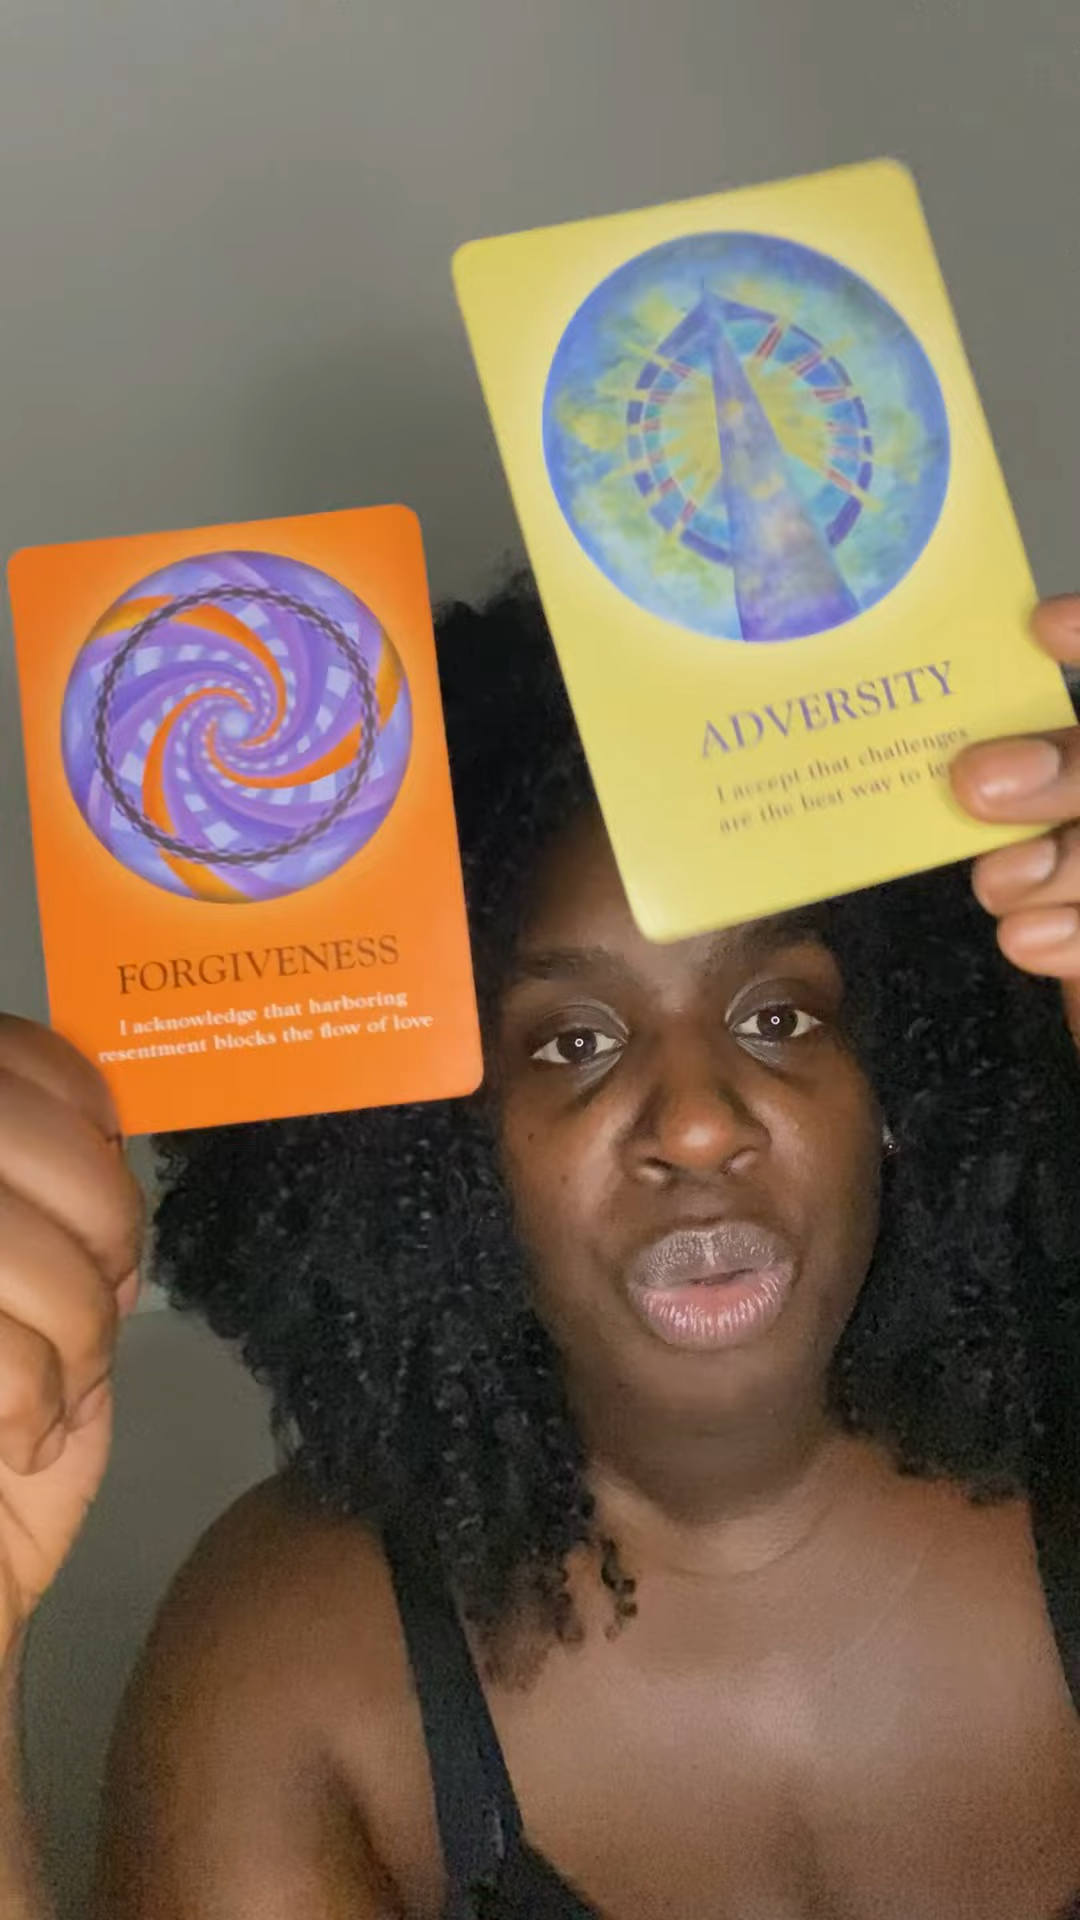 FORGIVENESS
I acknowledge that harboring
resentment blocks the flow of love
ADVERSITY
I accept that challenges
are the best way to